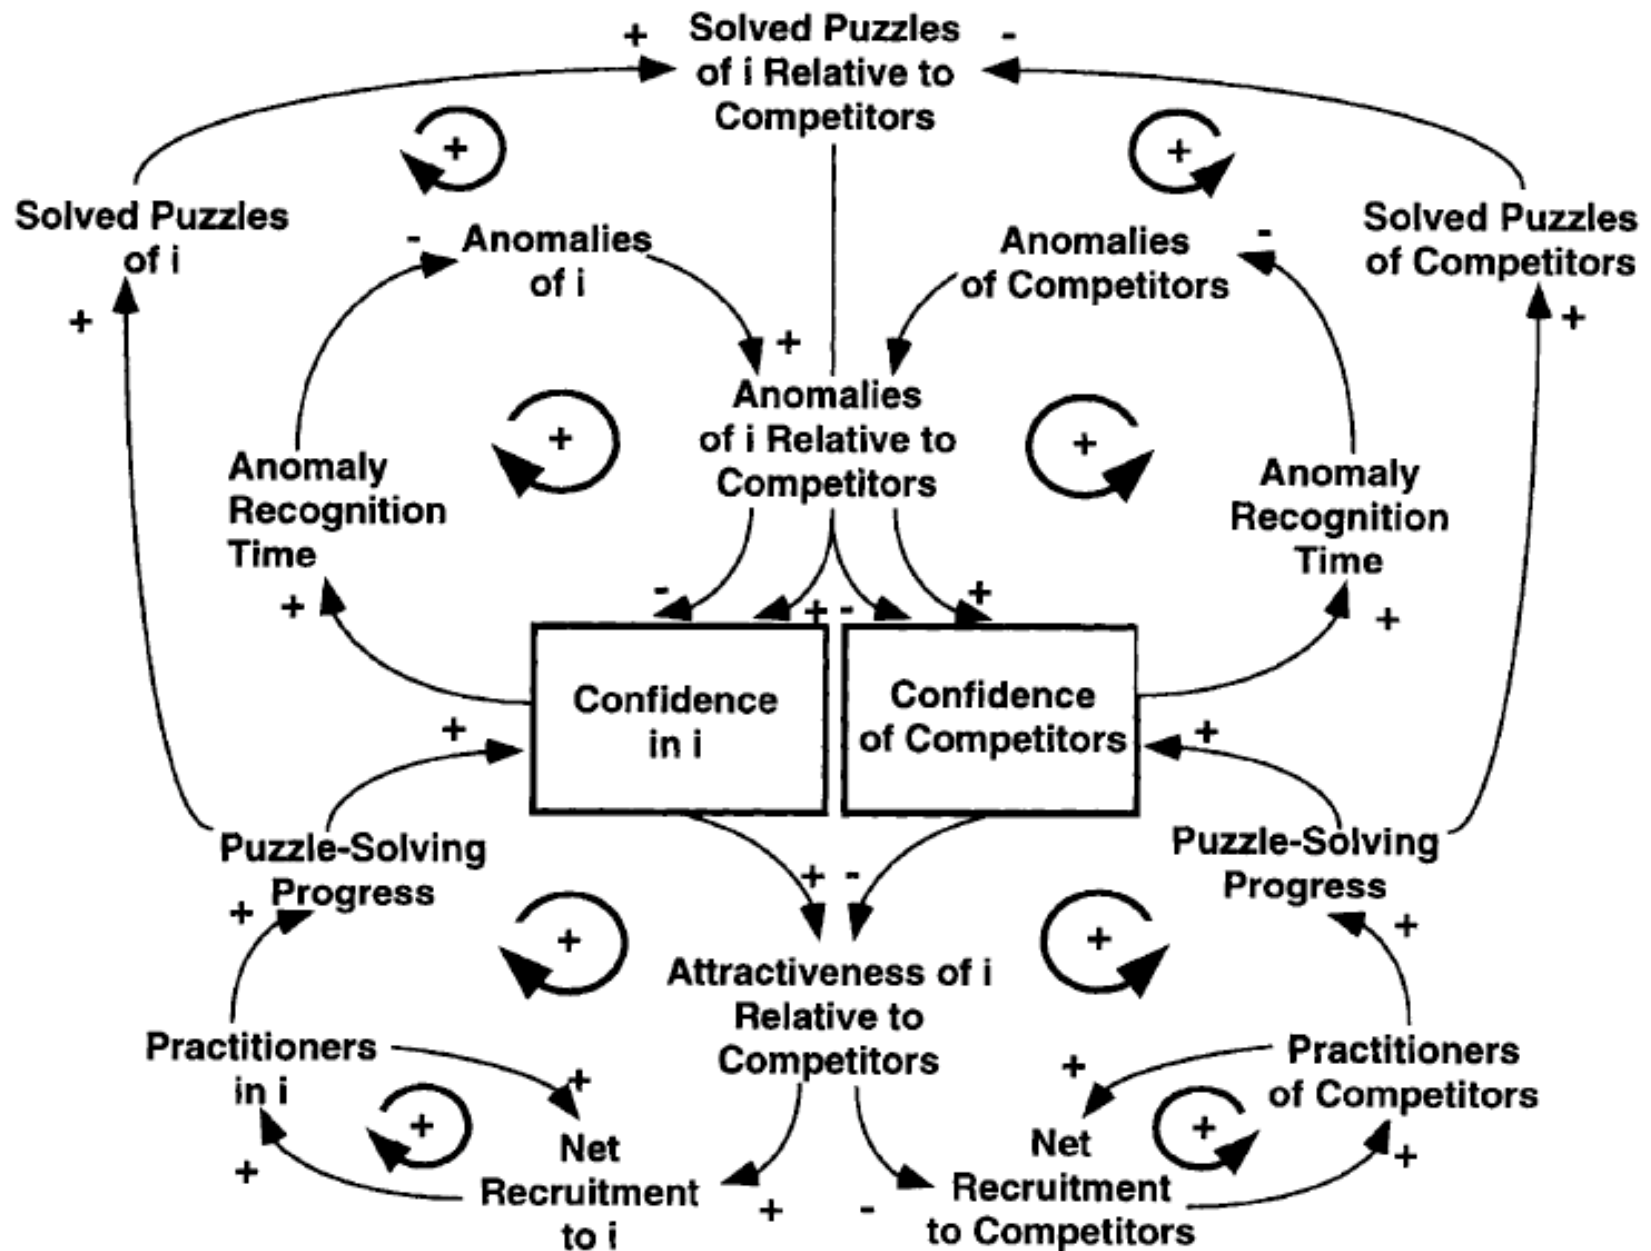 +
Solved Puzzles
of i Relative to
Competitors
-
+
+
Solved Puzzles
of i
+
-
Anomalies
of i
Anomalies
of Competitors
-
Solved Puzzles
of Competitors
+
+
Anomalies
of i Relative to
Competitors
+
+
Anomaly
Recognition
Time
+
Anomaly
Recognition
Time
+
-
+
-
+
Confidence
in i
Confidence
of Competitors
+
+
Puzzle-Solving
Progress
+
Puzzle-Solving
Progress
+
+
-
+
+
Attractiveness of i
Relative to
Competitors
Practitioners
in i
+
+
+
Net
Recruitment
to i
+
-
Practitioners
of Competitors
+
+
+
Net
Recruitment
to Competitors